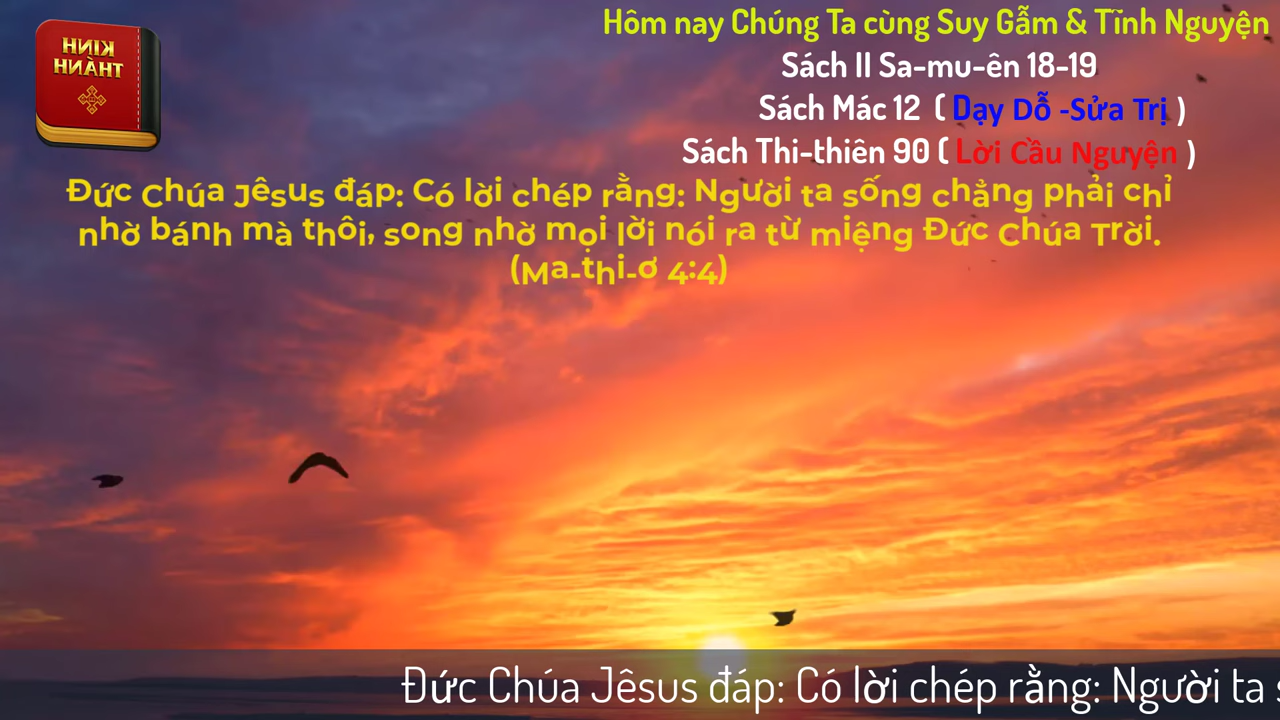 KINH
THÀNH
Hôm nay Chúng Ta cùng Suy Gẫm & Tĩnh Nguyện
Sách II Sa-mu-ên 18-19
Sách Mác 12 ( Dạy Dỗ -Sửa Trị )
Sách Thi-thiên 90 ( Lời Cầu Nguyện )
Đức Chúa Jêsus đáp: Có lời chép rằng: Người ta sống chẳng phải chỉ
nhờ bánh mà thôi, song nhờ mọi lời nói ra từ miệng Đức Chúa Trời.
(Ma-thi-ơ 4:4)
Đức Chúa Jêsus đáp: Có lời chép rằng: Người ta